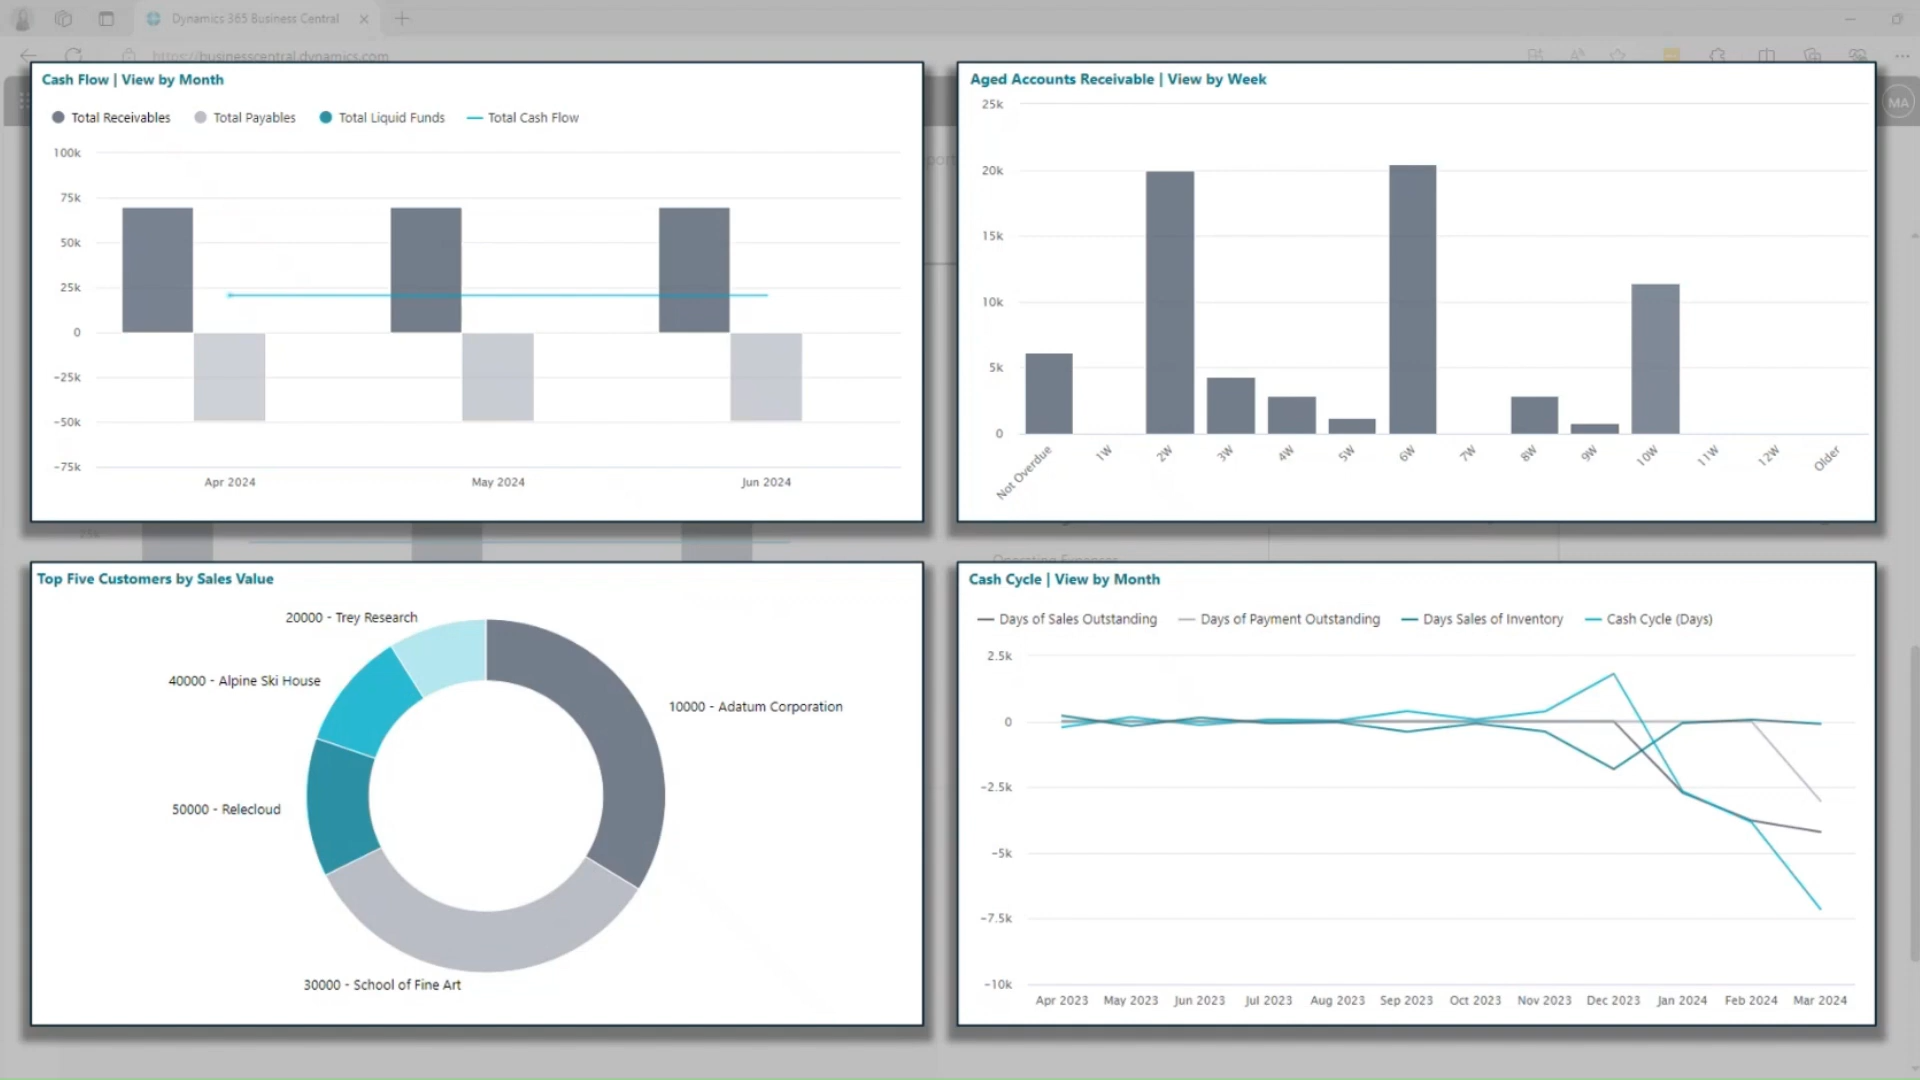 Dynamics 365 Business Central
https://businesscentral.dynamics.com
MA
Cash Flow | View by Month
Total Receivables Total Payables Total Liquid Funds Total Cash Flow
100k
75k
50k
25k
0
−25k
−50k
−75k
Apr 2024 May 2024 Jun 2024
Aged Accounts Receivable | View by Week
25k
20k
15k
10k
5k
0
Not Overdue 1W 2W 3W 4W 5W 6W 7W 8W 9W 10W 11W 12W Older
25k
Operating Expenses
Top Five Customers by Sales Value
20000 - Trey Research
40000 - Alpine Ski House
10000 - Adatum Corporation
50000 - Relecloud
30000 - School of Fine Art
Cash Cycle | View by Month
Days of Sales Outstanding Days of Payment Outstanding Days Sales of Inventory Cash Cycle (Days)
2.5k
0
−2.5k
−5k
−7.5k
−10k
Apr 2023 May 2023 Jun 2023 Jul 2023 Aug 2023 Sep 2023 Oct 2023 Nov 2023 Dec 2023 Jan 2024 Feb 2024 Mar 2024